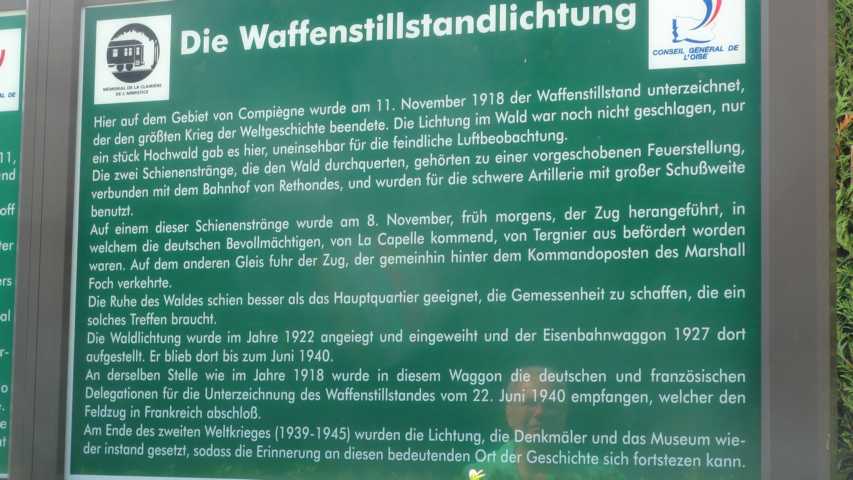 Die Waffenstillstandlichtung
MÉMORIAL DE LA CLAIRIÈRE
DE L'ARMISTICE
CONSEIL GÉNÉRAL DE
L'OISE
Hier auf dem Gebiet von Compiègne wurde am 11. November 1918 der Waffenstillstand unterzeichnet,
der den größten Krieg der Weltgeschichte beendete. Die Lichtung im Wald war noch nicht geschlagen, nur
ein stück Hochwald gab es hier, uneinsehbar für die feindliche Luftbeobachtung.
Die zwei Schienenstränge, die den Wald durchquerten, gehörten zu einer vorgeschobenen Feuerstellung,
verbunden mit dem Bahnhof von Rethondes, und wurden für die schwere Artillerie mit großer Schußweite
benutzt.
Auf einem dieser Schienenstränge wurde am 8. November, früh morgens, der Zug herangeführt, in
welchem die deutschen Bevollmächtigen, von La Capelle kommend, von Tergnier aus befördert worden
waren. Auf dem anderen Gleis fuhr der Zug, der gemeinhin hinter dem Kommandoposten des Marshall
Foch verkehrte.
Die Ruhe des Waldes schien besser als das Hauptquartier geeignet, die Gemessenheit zu schaffen, die ein
solches Treffen braucht.
Die Waldlichtung wurde im Jahre 1922 angeiegt und eingeweiht und der Eisenbahnwaggon 1927 dort
aufgestellt. Er blieb dort bis zum Juni 1940.
An derselben Stelle wie im Jahre 1918 wurde in diesem Waggon die deutschen und französischen
Delegationen für die Unterzeichnung des Waffenstillstandes vom 22. Juni 1940 empfangen, welcher den
Feldzug in Frankreich abschloß.
Am Ende des zweiten Weltkrieges (1939-1945) wurden die Lichtung, die Denkmäler und das Museum wie-
der instand gesetzt, sodass die Erinnerung an diesen bedeutenden Ort der Geschichte sich fortstezen kann.